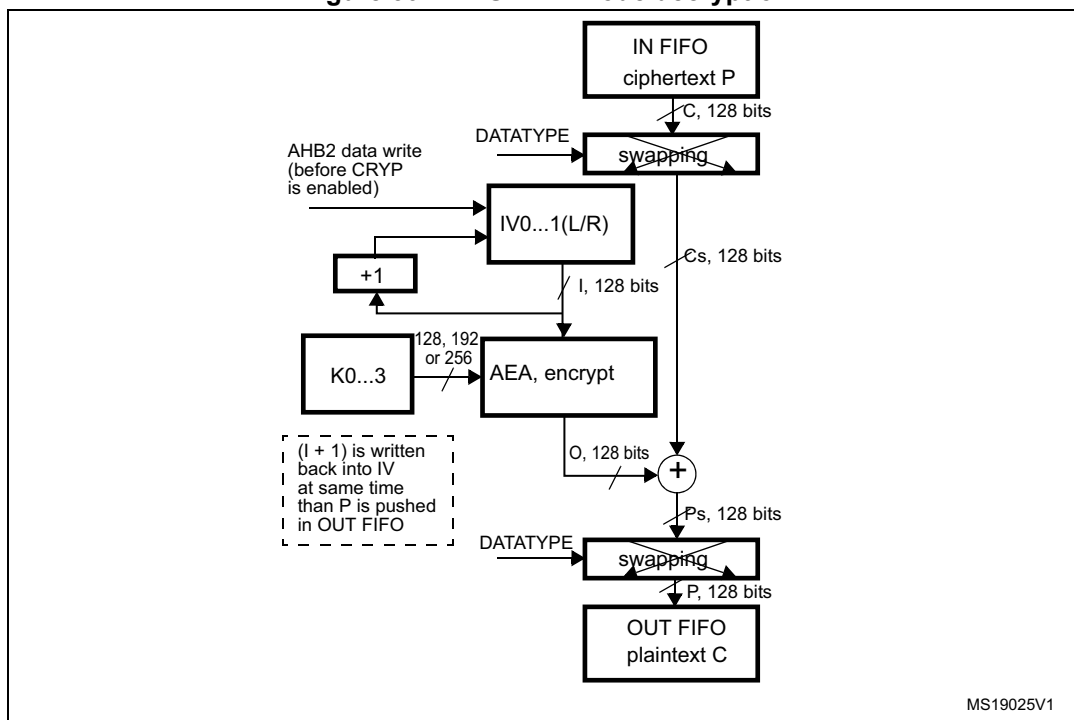 IN FIFO
ciphertext P
C, 128 bits
DATATYPE
swapping
AHB2 data write
(before CRYP
is enabled)
IV0...1(L/R)
Cs, 128 bits
+1
I, 128 bits
128, 192
or 256
K0...3
AEA, encrypt
(I + 1) is written
back into IV
at same time
than P is pushed
in OUT FIFO
O, 128 bits
+
Ps, 128 bits
DATATYPE
swapping
P, 128 bits
OUT FIFO
plaintext C
MS19025V1